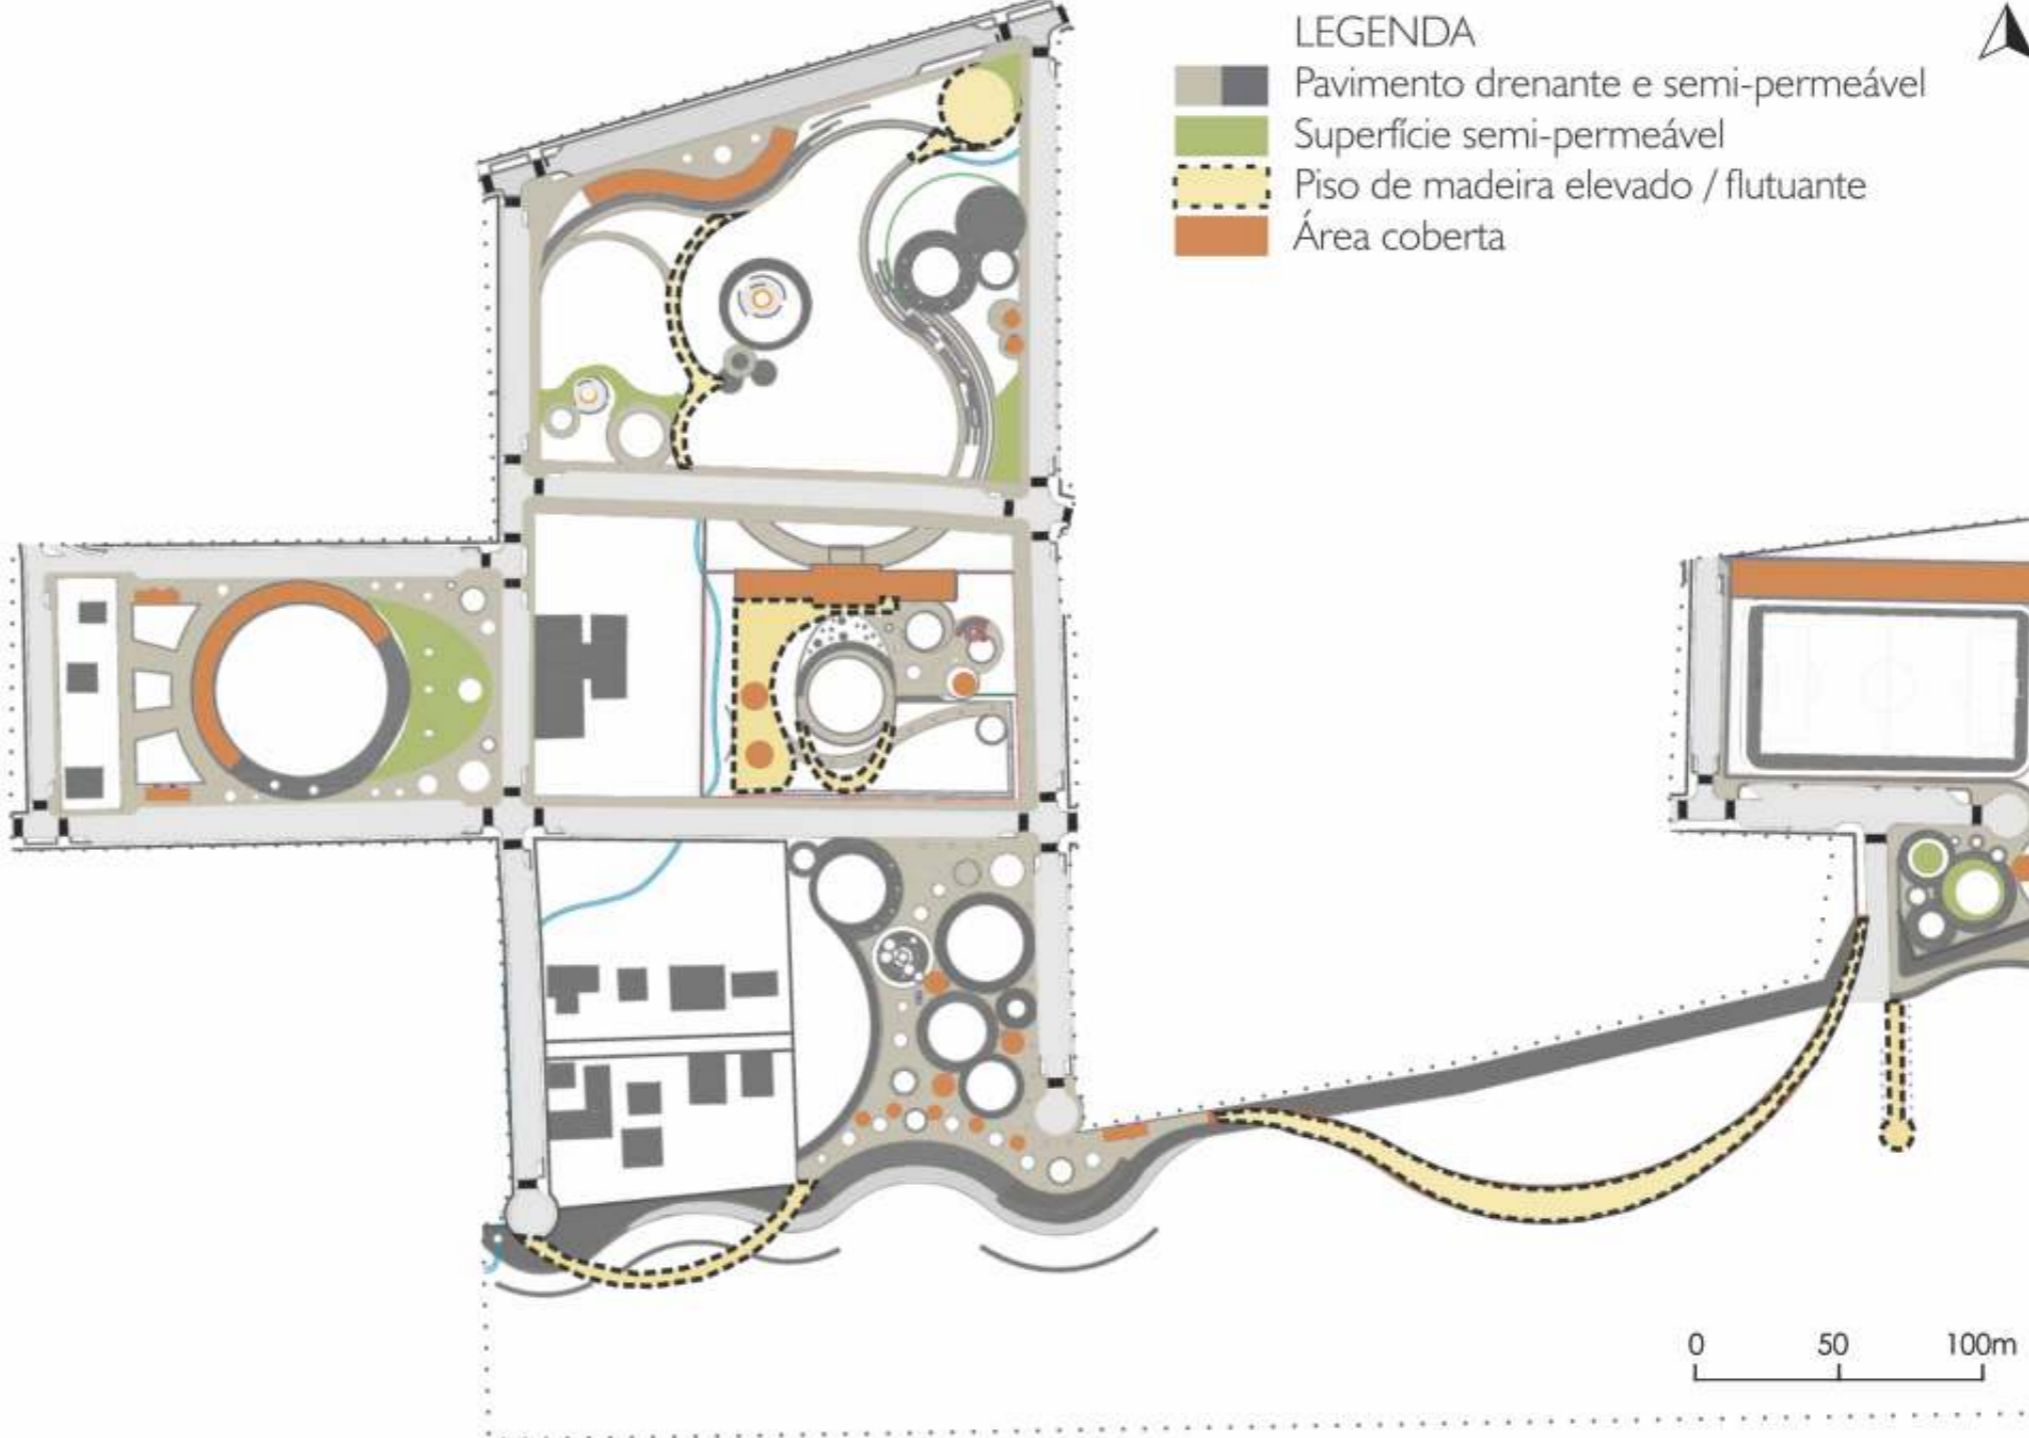 LEGENDA
Pavimento drenante e semi-permeável
Superfície semi-permeável
Piso de madeira elevado / flutuante
Área coberta
0 50 100m